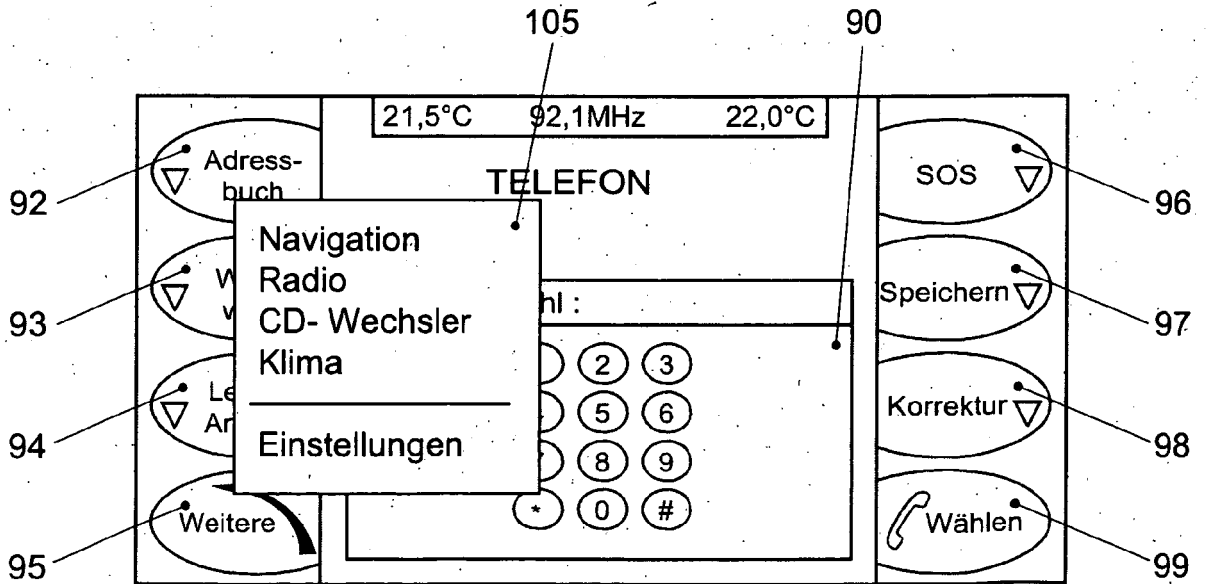 105 90
21,5°C 92,1MHz 22,0°C
Adress-
buch
TELEFON
SOS
92
96
Navigation
Radio
CD- Wechsler
Klima
Einstellungen
hl :
Speichern
93
97
2 3
5 6
8 9
* 0 #
Korrektur
94
98
Weitere
Wählen
95
99